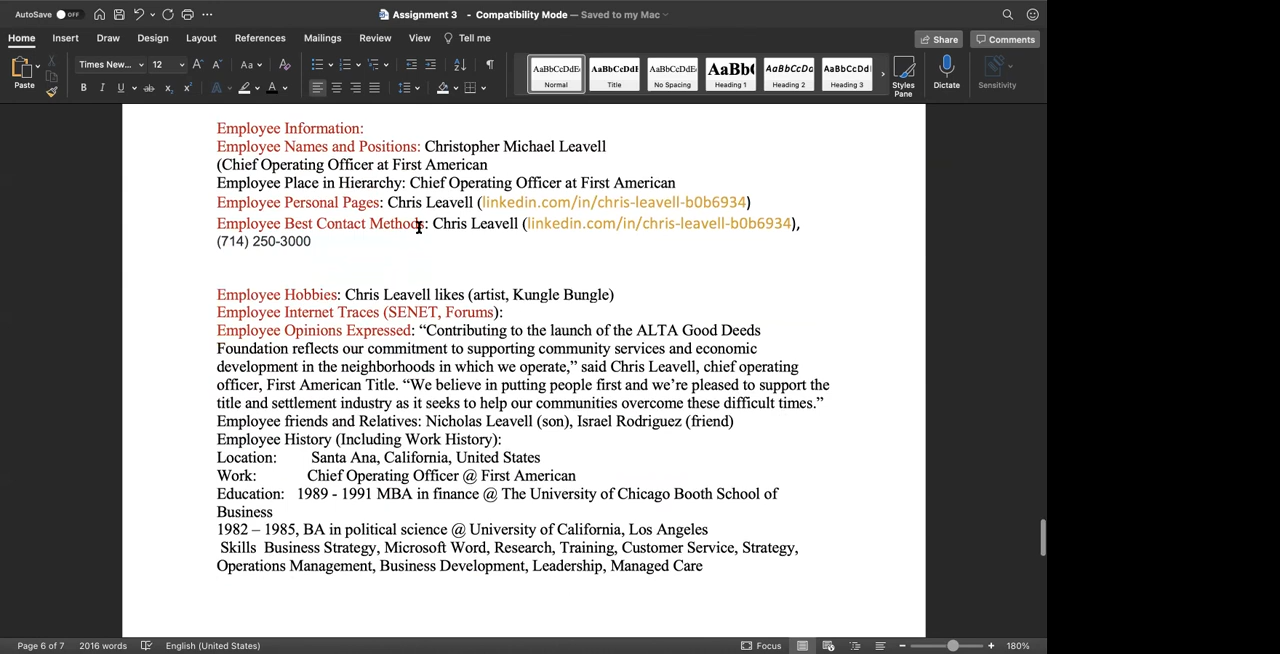 AutoSave OFF
Assignment 3 - Compatibility Mode — Saved to my Mac
Home Insert Draw Design Layout References Mailings Review View Tell me
Share Comments
Paste
Times New... 12
Aa
A
B I U ab x₂ x²
AaBbCcDdEe AaBbCcDdE AaBbCcDdEe AaBb( AaBbCcDc AaBbCcDd
Normal Title No Spacing Heading 1 Heading 2 Heading 3
Styles Pane
Dictate
Sensitivity
Employee Information:
Employee Names and Positions: Christopher Michael Leavell
(Chief Operating Officer at First American
Employee Place in Hierarchy: Chief Operating Officer at First American
Employee Personal Pages: Chris Leavell (linkedin.com/in/chris-leavell-b0b6934)
Employee Best Contact Methods: Chris Leavell (linkedin.com/in/chris-leavell-b0b6934),
(714) 250-3000
Employee Hobbies: Chris Leavell likes (artist, Kungle Bungle)
Employee Internet Traces (SENET, Forums):
Employee Opinions Expressed: “Contributing to the launch of the ALTA Good Deeds
Foundation reflects our commitment to supporting community services and economic
development in the neighborhoods in which we operate,” said Chris Leavell, chief operating
officer, First American Title. “We believe in putting people first and we’re pleased to support the
title and settlement industry as it seeks to help our communities overcome these difficult times.”
Employee friends and Relatives: Nicholas Leavell (son), Israel Rodriguez (friend)
Employee History (Including Work History):
Location: Santa Ana, California, United States
Work: Chief Operating Officer @ First American
Education: 1989 - 1991 MBA in finance @ The University of Chicago Booth School of
Business
1982 – 1985, BA in political science @ University of California, Los Angeles
Skills Business Strategy, Microsoft Word, Research, Training, Customer Service, Strategy,
Operations Management, Business Development, Leadership, Managed Care
Page 6 of 7 2016 words English (United States) Focus 180%